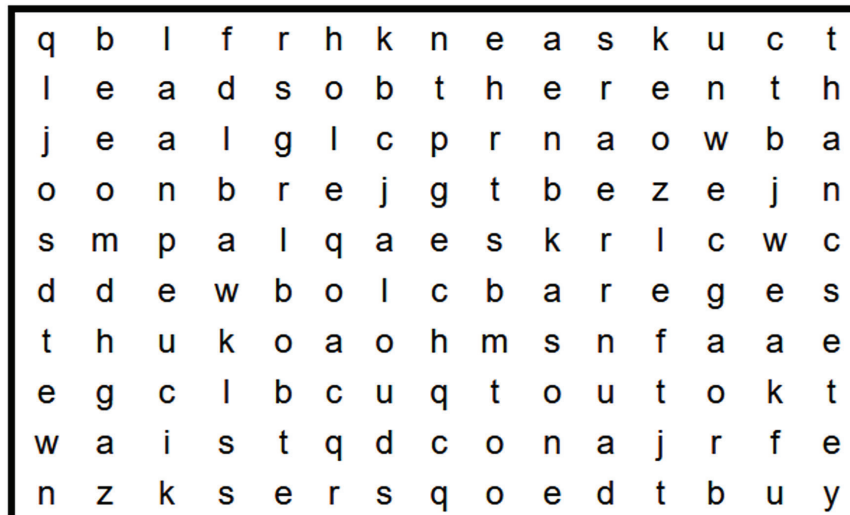 q b l f r h k n e a s k u c t
l e a d s o b t h e r e n t h
j e a l g l c p r n a o w b a
o o n b r e j g t b e z e j n
s m p a l q a e s k r l c w c
d d e w b o l c b a r e g e s
t h u k o a o h m s n f a a e
e g c l b c u q t o u t o k t
w a i s t q d c o n a j r f e
n z k s e r s q o e d t b u y